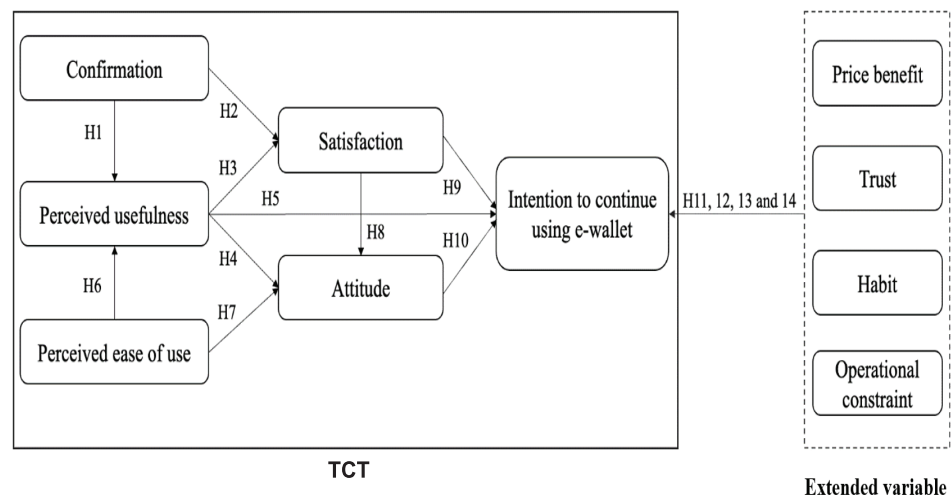 Confirmation
H1
H2
Satisfaction
H3
Perceived usefulness
H5
H9
Intention to continue
using e-wallet
H11, 12, 13 and 14
H8
H4
H10
H6
H7
Attitude
Perceived ease of use
TCT
Price benefit
Trust
Habit
Operational
constraint
Extended variable